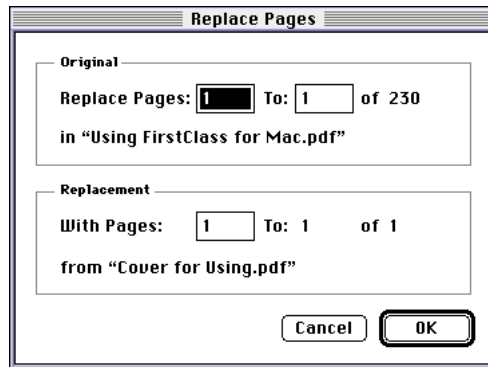 Replace Pages
Original
Replace Pages: 1 To: 1 of 230
in “Using FirstClass for Mac.pdf”
Replacement
With Pages: 1 To: 1 of 1
from “Cover for Using.pdf”
Cancel OK